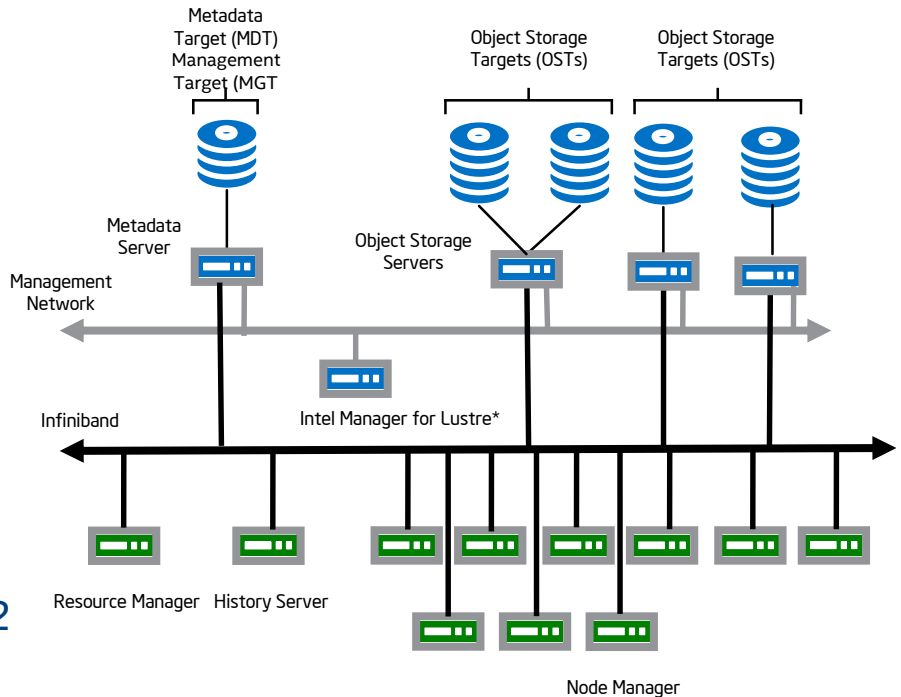 Metadata
Target (MDT)
Management
Target (MGT
Object Storage
Targets (OSTs)
Object Storage
Targets (OSTs)
Metadada
Server
Object Storage
Servers
Management
Network
Intel Manager for Lustre*
Infiniband
Resource Manager
History Server
2
Node Manager